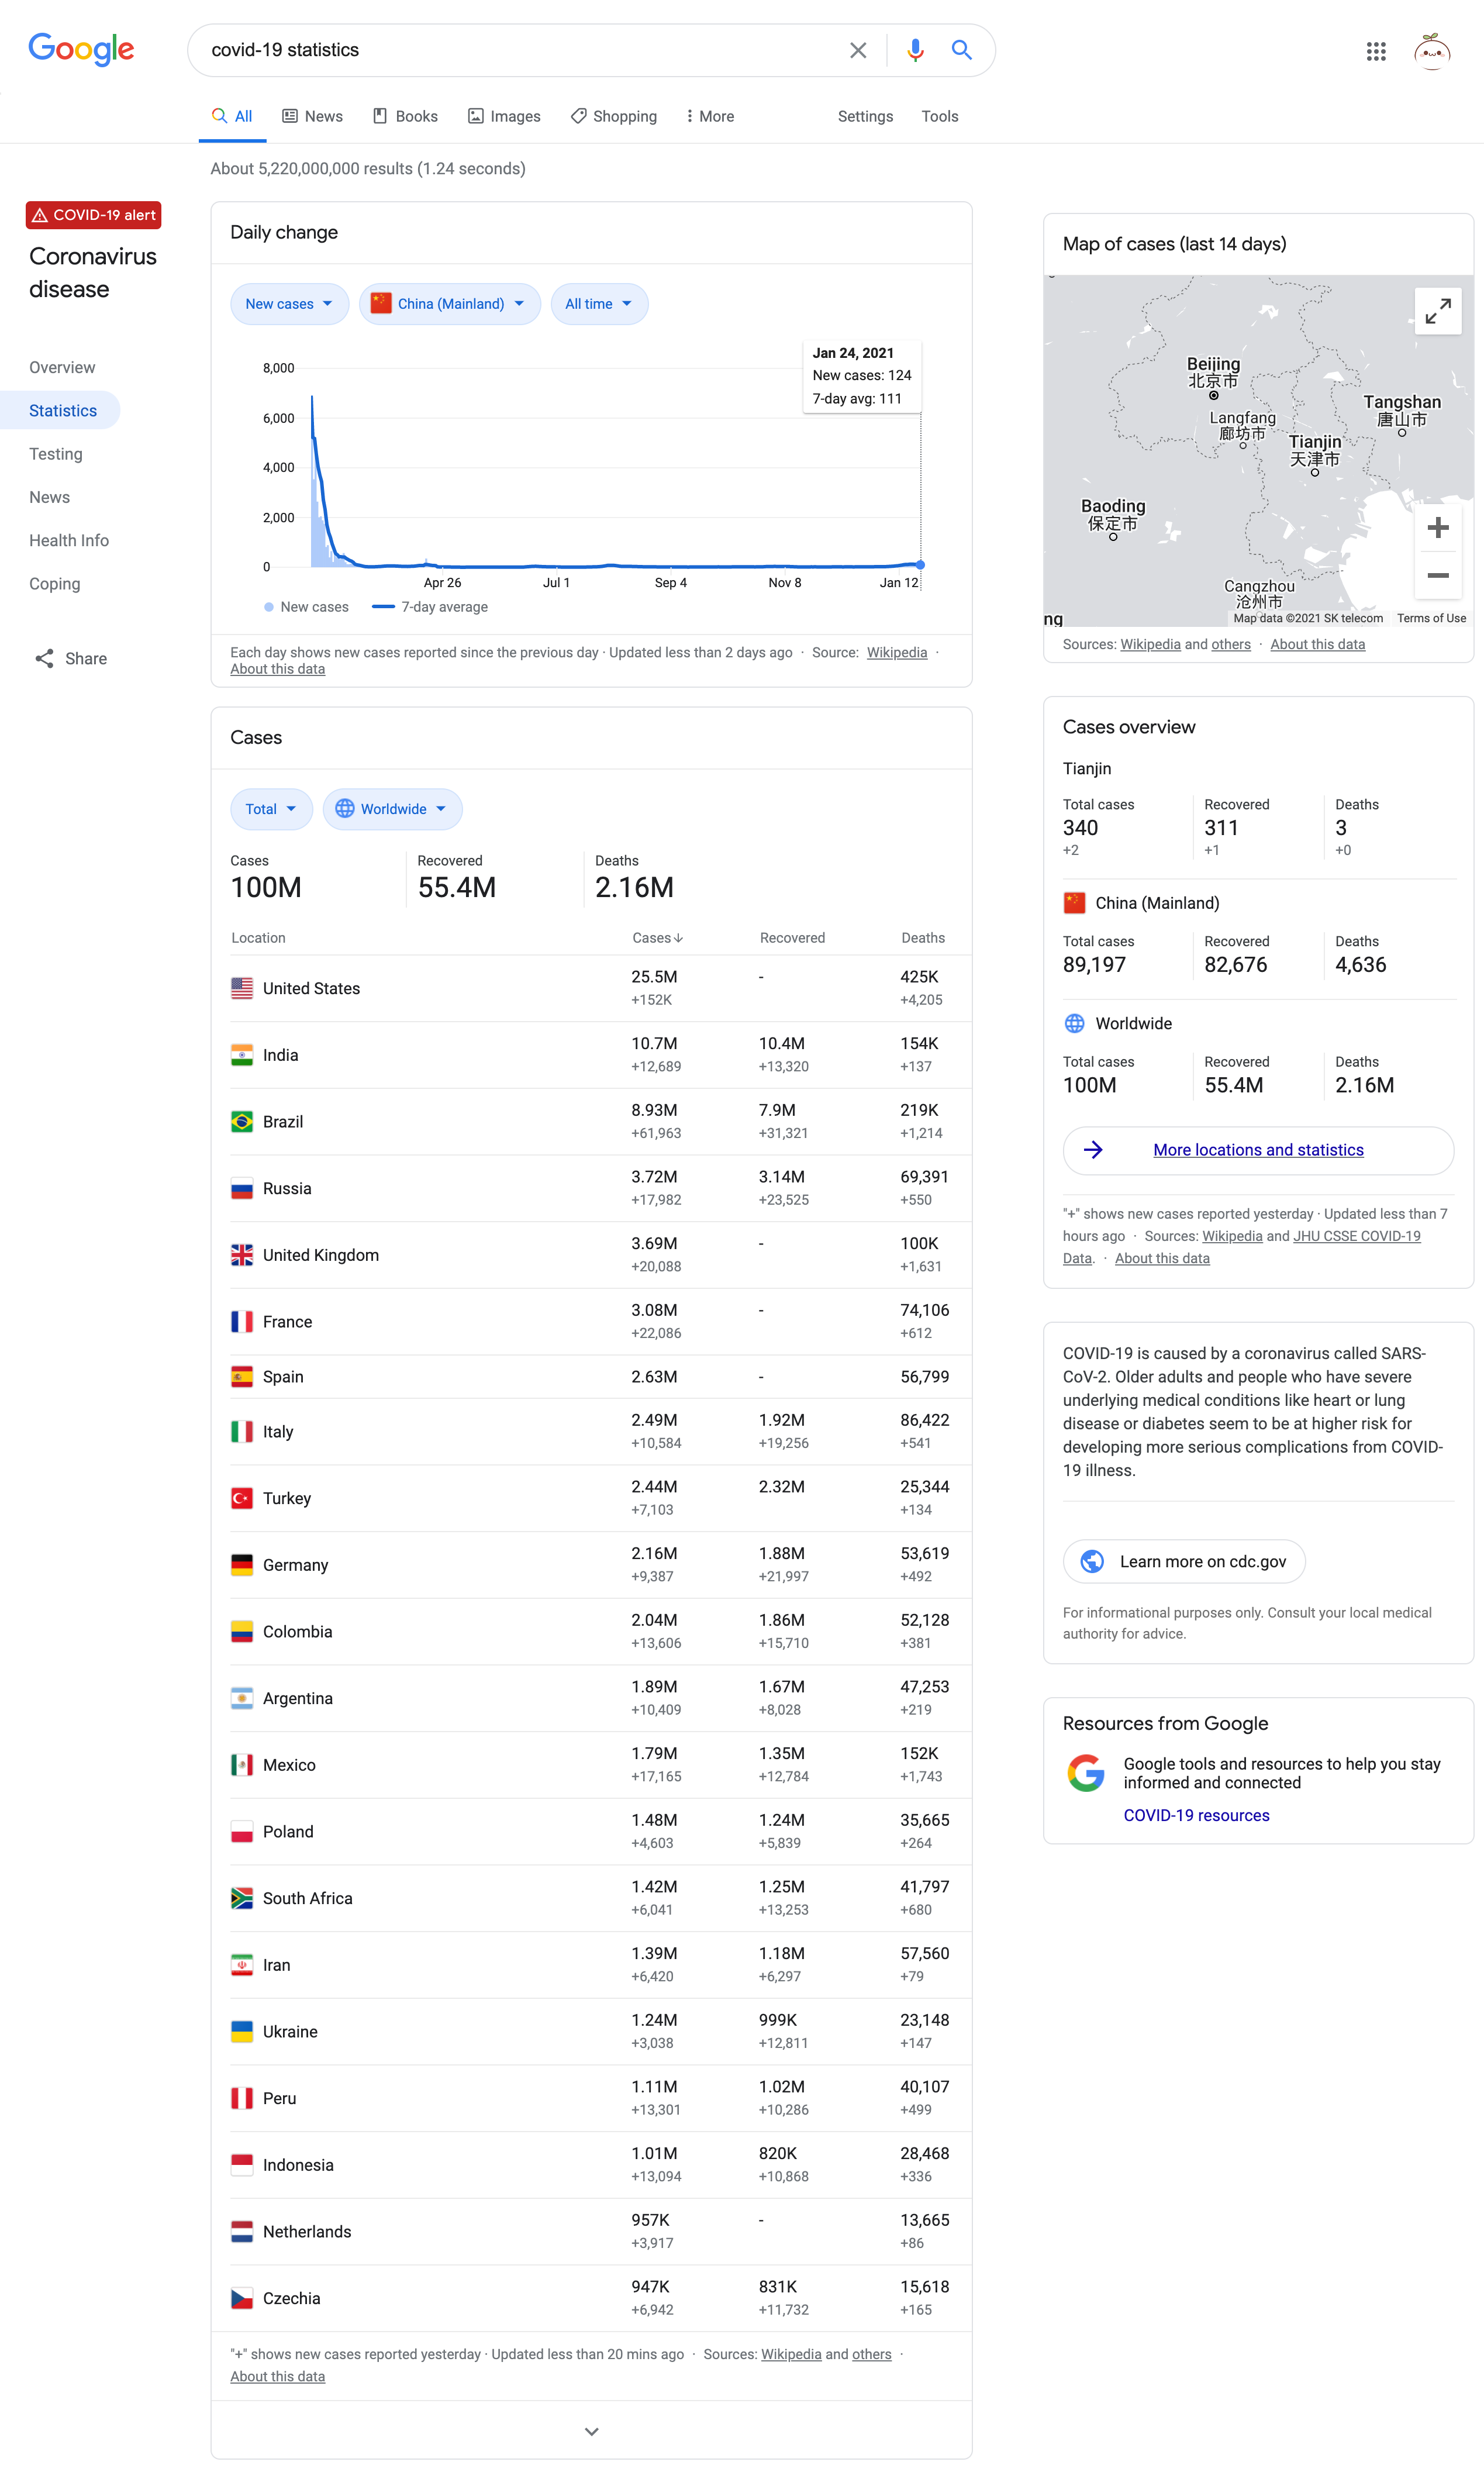 Google
covid-19 statistics
All
News
Books
Images
Shopping
More
Settings
Tools
About 5,220,000,000 results (1.24 seconds)
COVID-19 alert
Coronavirus
disease
Overview
Statistics
Testing
News
Health Info
Coping
Share
Daily change
New cases
China (Mainland)
All time
Jan 24, 2021
New cases: 124
7-day avg: 111
8,000
6,000
4,000
2,000
0
Apr 26
Jul 1
Sep 4
Nov 8
Jan 12
New cases
7-day average
Each day shows new cases reported since the previous day · Updated less than 2 days ago · Source: Wikipedia ·
About this data
Cases
Total
Worldwide
Cases Recovered Deaths
100M 55.4M 2.16M
Location Cases Recovered Deaths
United States 25.5M - 425K
+152K +4,205
India 10.7M 10.4M 154K
+12,689 +13,320 +137
Brazil 8.93M 7.9M 219K
+61,963 +31,321 +1,214
Russia 3.72M 3.14M 69,391
+17,982 +23,525 +550
United Kingdom 3.69M - 100K
+20,088 +1,631
France 3.08M - 74,106
+22,086 +612
Spain 2.63M - 56,799
Italy 2.49M 1.92M 86,422
+10,584 +19,256 +541
Turkey 2.44M 2.32M 25,344
+7,103 +134
Germany 2.16M 1.88M 53,619
+9,387 +21,997 +492
Colombia 2.04M 1.86M 52,128
+13,606 +15,710 +381
Argentina 1.89M 1.67M 47,253
+10,409 +8,028 +219
Mexico 1.79M 1.35M 152K
+17,165 +12,784 +1,743
Poland 1.48M 1.24M 35,665
+4,603 +5,839 +264
South Africa 1.42M 1.25M 41,797
+6,041 +13,253 +680
Iran 1.39M 1.18M 57,560
+6,420 +6,297 +79
Ukraine 1.24M 999K 23,148
+3,038 +12,811 +147
Peru 1.11M 1.02M 40,107
+13,301 +10,286 +499
Indonesia 1.01M 820K 28,468
+13,094 +10,868 +336
Netherlands 957K - 13,665
+3,917 +86
Czechia 947K 831K 15,618
+6,942 +11,732 +165
"+" shows new cases reported yesterday · Updated less than 20 mins ago · Sources: Wikipedia and others ·
About this data
Map of cases (last 14 days)
Beijing
北京市
Langfang
廊坊市
Tangshan
唐山市
Tianjin
天津市
Baoding
保定市
Cangzhou
沧州市
ng
Map data ©2021 SK telecom
Terms of Use
Sources: Wikipedia and others · About this data
Cases overview
Tianjin
Total cases Recovered Deaths
340 311 3
+2 +1 +0
China (Mainland)
Total cases Recovered Deaths
89,197 82,676 4,636
Worldwide
Total cases Recovered Deaths
100M 55.4M 2.16M
More locations and statistics
"+" shows new cases reported yesterday · Updated less than 7
hours ago · Sources: Wikipedia and JHU CSSE COVID-19
Data. · About this data
COVID-19 is caused by a coronavirus called SARS-
CoV-2. Older adults and people who have severe
underlying medical conditions like heart or lung
disease or diabetes seem to be at higher risk for
developing more serious complications from COVID-
19 illness.
Learn more on cdc.gov
For informational purposes only. Consult your local medical
authority for advice.
Resources from Google
Google tools and resources to help you stay
informed and connected
COVID-19 resources